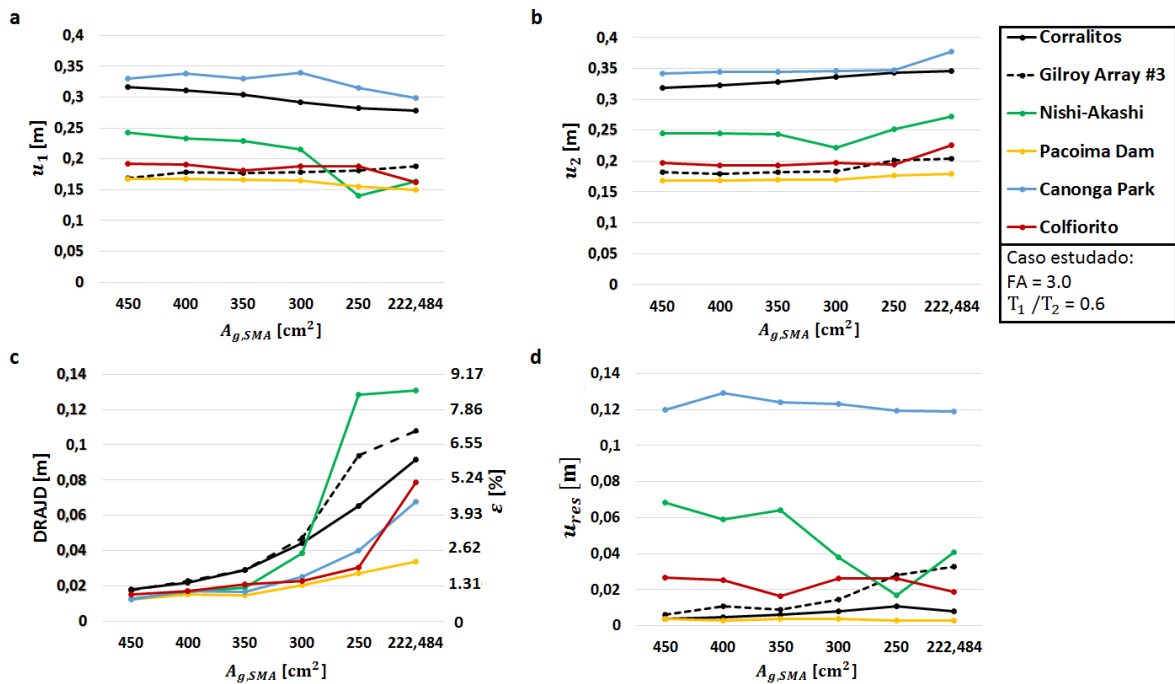 a
0,4
0,35
0,3
0,25
0,2
0,15
0,1
0,05
0
u₁ [m]
450 400 350 300 250 222,484
A_g,SMA [cm²]
b
0,4
0,35
0,3
0,25
0,2
0,15
0,1
0,05
0
u₂ [m]
450 400 350 300 250 222,484
A_g,SMA [cm²]
Corralitos
Gilroy Array #3
Nishi-Akashi
Pacoima Dam
Canonga Park
Colfiorito
Caso estudado:
FA = 3.0
T₁ /T₂ = 0.6
c
0,14
0,12
0,1
0,08
0,06
0,04
0,02
0
DRAJD [m]
9.17
7.86
6.55
5.24
3.93
2.62
1.31
0
ε [%]
450 400 350 300 250 222,484
A_g,SMA [cm²]
d
0,14
0,12
0,1
0,08
0,06
0,04
0,02
0
u_res [m]
450 400 350 300 250 222,484
A_g,SMA [cm²]